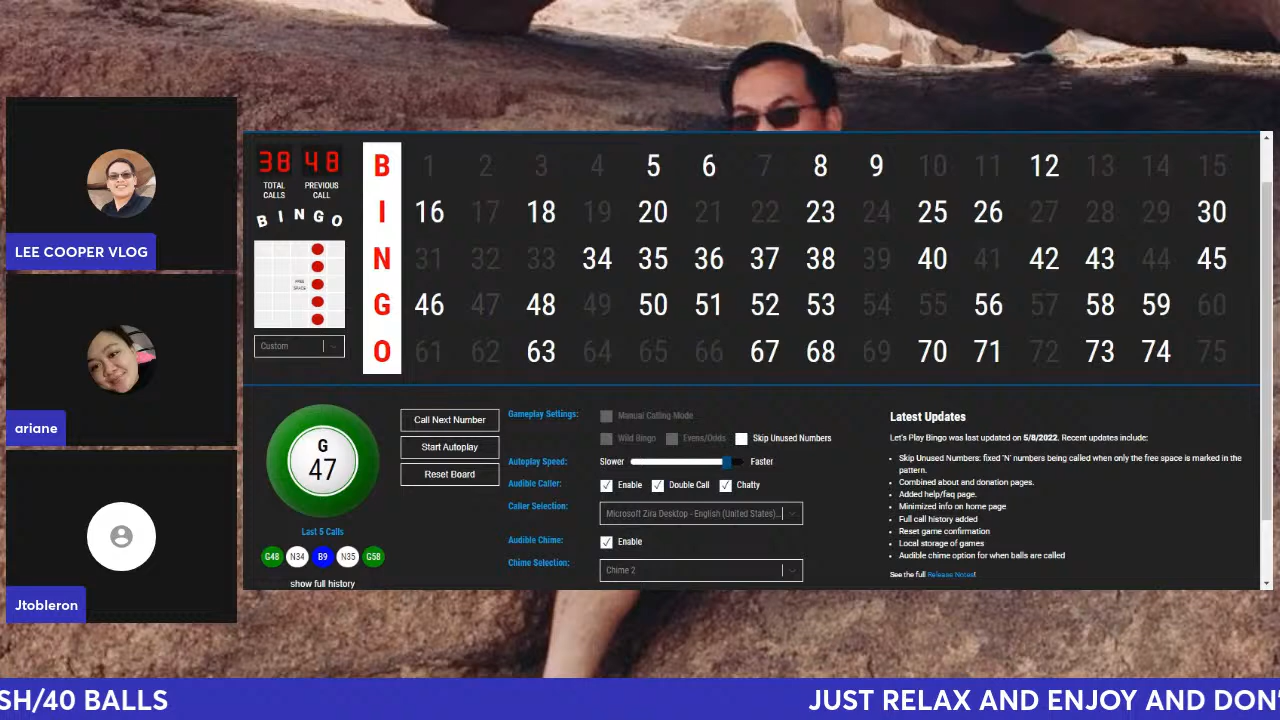 LEE COOPER VLOG
ariane
Jtobleron
38 48
TOTAL CALLS
PREVIOUS CALL
B I N G O
FREE SPACE
Custom
B 1 2 3 4 5 6 7 8 9 10 11 12 13 14 15
I 16 17 18 19 20 21 22 23 24 25 26 27 28 29 30
N 31 32 33 34 35 36 37 38 39 40 41 42 43 44 45
G 46 47 48 49 50 51 52 53 54 55 56 57 58 59 60
O 61 62 63 64 65 66 67 68 69 70 71 72 73 74 75
G
47
Last 5 Calls
G48 N34 B9 N35 G58
show full history
Call Next Number
Start Autoplay
Reset Board
Gameplay Settings:
Manual Calling Mode
Wild Bingo Evens/Odds Skip Unused Numbers
Autoplay Speed: Slower Faster
Audible Caller: Enable Double Call Chatty
Caller Selection: Microsoft Zira Desktop - English (United States)...
Audible Chime: Enable
Chime Selection: Chime 2
Latest Updates
Let's Play Bingo was last updated on 5/8/2022. Recent updates include:
Skip Unused Numbers: fixed 'N' numbers being called when only the free space is marked in the
pattern.
Combined about and donation pages.
Added help/faq page.
Minimized info on home page
Full call history added
Reset game confirmation
Local storage of games
Audible chime option for when balls are called
See the full Release Notes!
SH/40 BALLS JUST RELAX AND ENJOY AND DON'